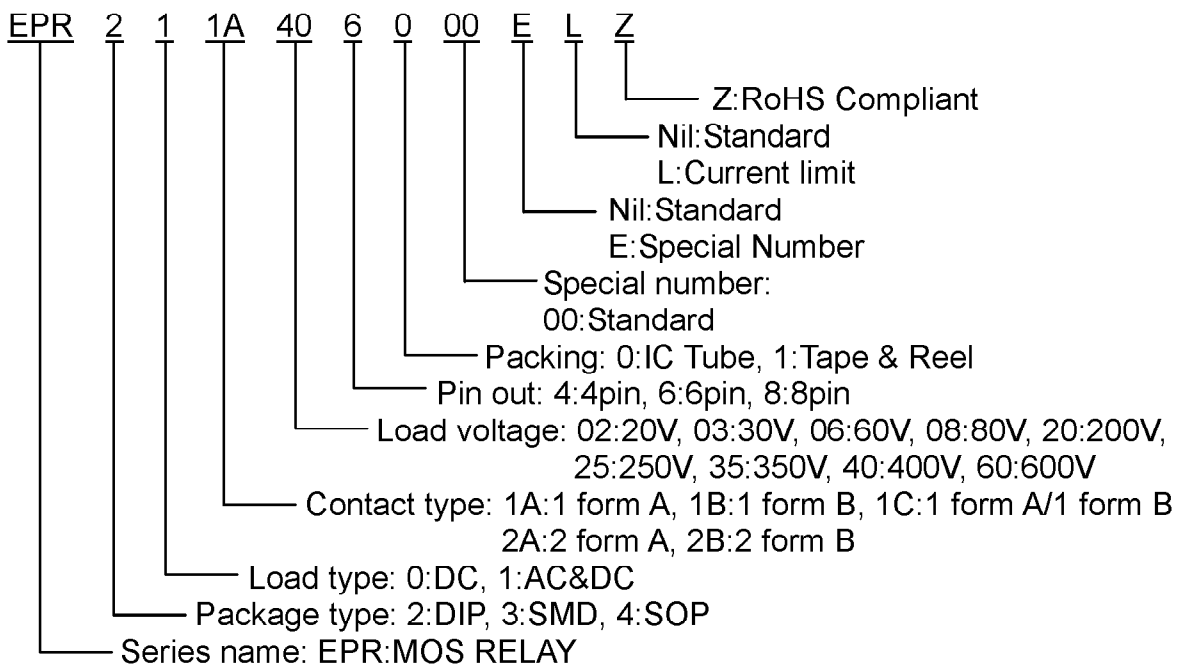 EPR 2 1 1A 40 6 0 00 E L Z
Z:RoHS Compliant
Nil:Standard
L:Current limit
Nil:Standard
E:Special Number
Special number:
00:Standard
Packing: 0:IC Tube, 1:Tape & Reel
Pin out: 4:4pin, 6:6pin, 8:8pin
Load voltage: 02:20V, 03:30V, 06:60V, 08:80V, 20:200V,
25:250V, 35:350V, 40:400V, 60:600V
Contact type: 1A:1 form A, 1B:1 form B, 1C:1 form A/1 form B
2A:2 form A, 2B:2 form B
Load type: 0:DC, 1:AC&DC
Package type: 2:DIP, 3:SMD, 4:SOP
Series name: EPR:MOS RELAY